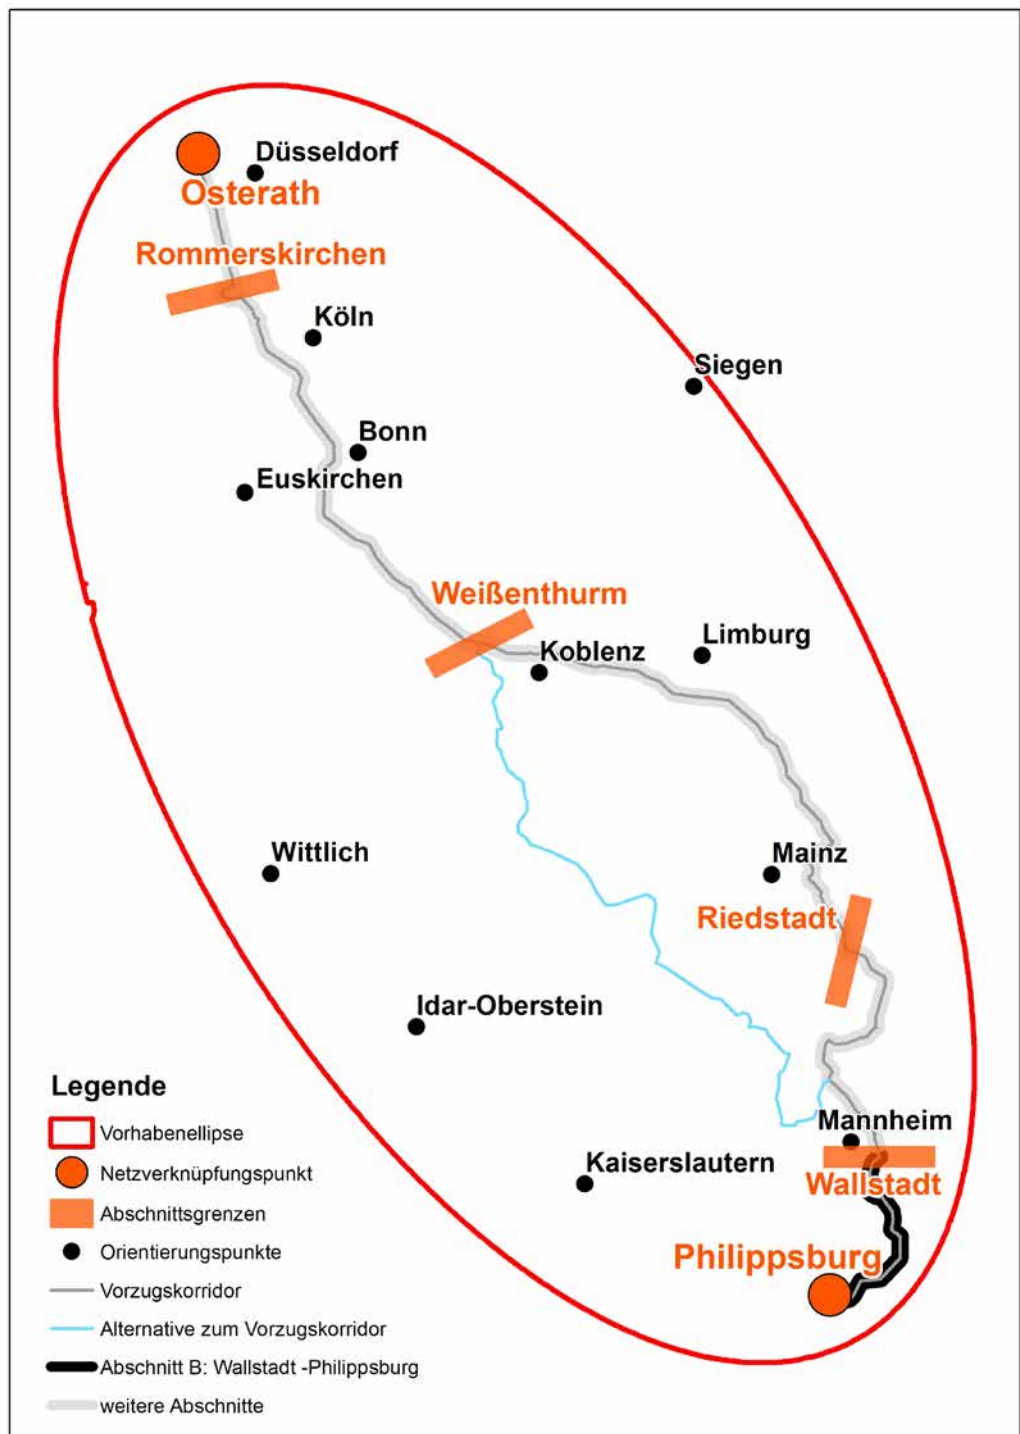 Düsseldorf
Osterath
Rommerskirchen
Köln
Siegen
Bonn
Euskirchen
Weißenthurm
Limburg
Koblenz
Wittlich
Mainz
Riedstadt
Idar-Oberstein
Mannheim
Kaiserslautern
Wallstadt
Philippsburg
Legende
Vorhabenellipse
Netzverknüpfungspunkt
Abschnittsgrenzen
Orientierungspunkte
Vorzugskorridor
Alternative zum Vorzugskorridor
Abschnitt B: Wallstadt -Philippsburg
weitere Abschnitte